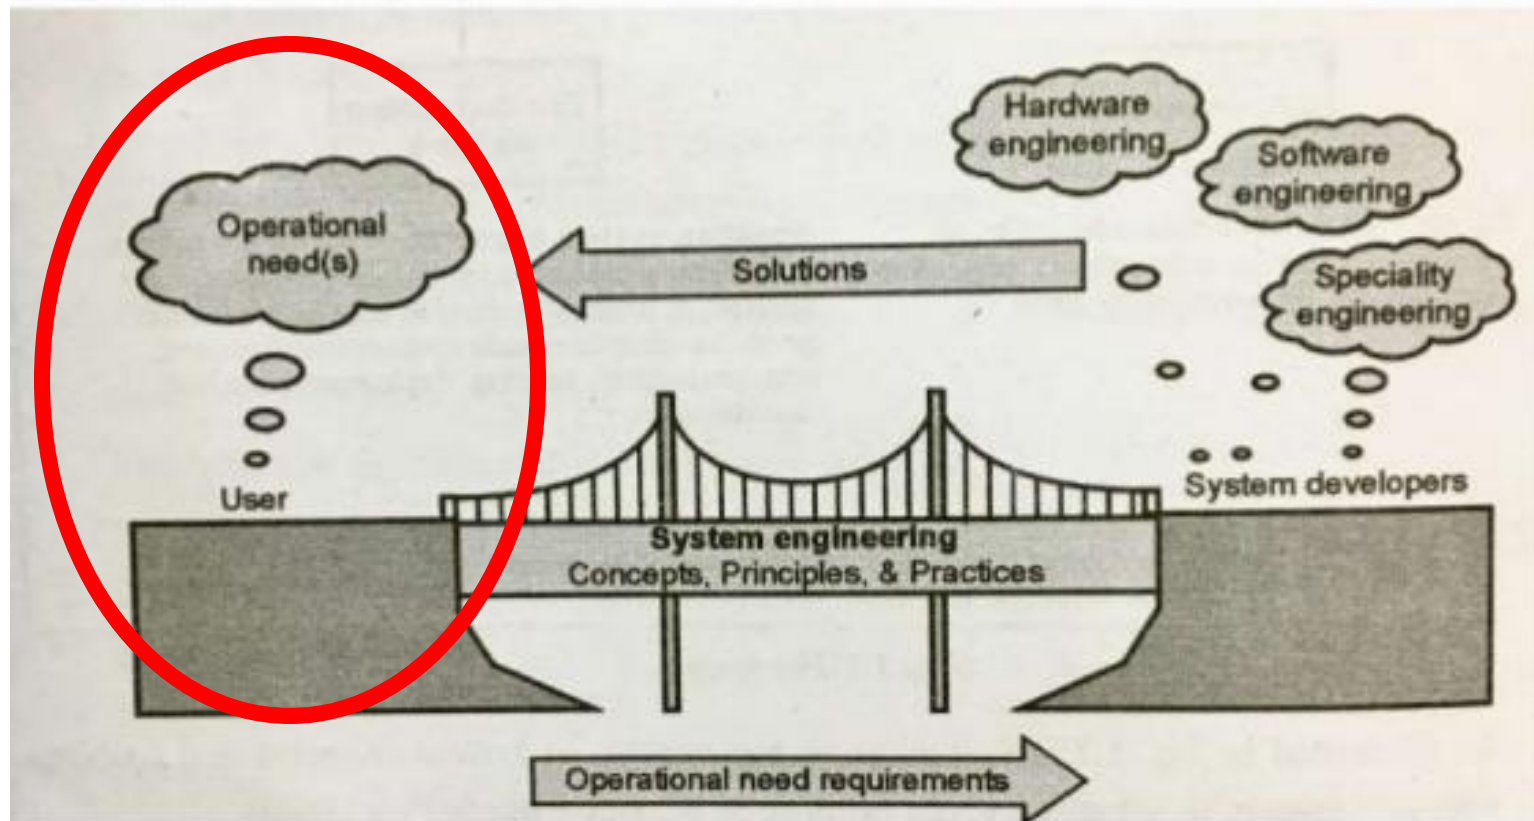 Hardware
engineering
Software
engineering
Operational
need(s)
Solutions
Speciality
engineering
User
System developers
System engineering
Concepts, Principles, & Practices
Operational need requirements